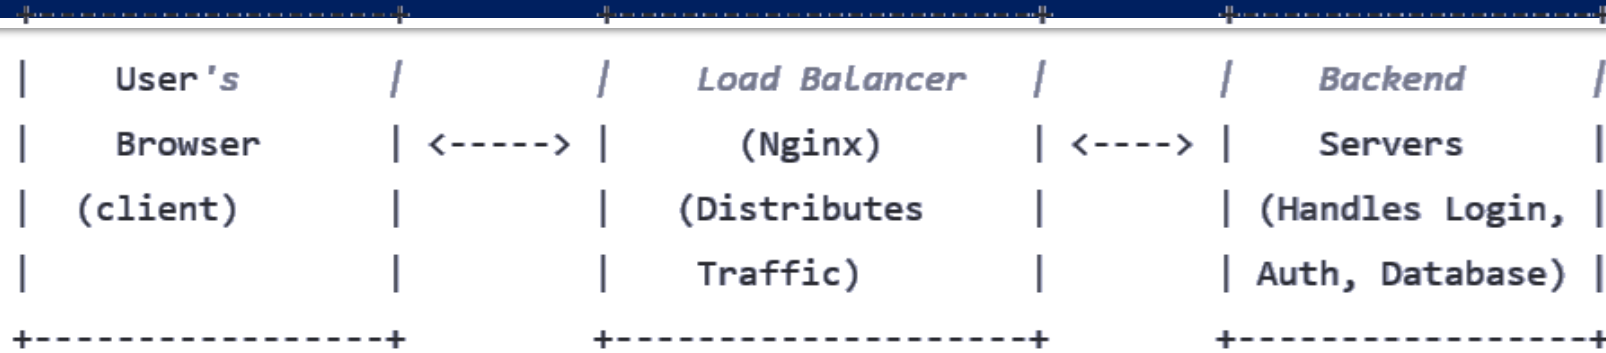 +------------------+ +---------------------+ +------------------+
| User's | | Load Balancer | | Backend |
| Browser | <-----> | (Nginx) | <----> | Servers |
| (client) | | (Distributes | | (Handles Login, |
| | | Traffic) | | Auth, Database) |
+------------------+ +---------------------+ +------------------+